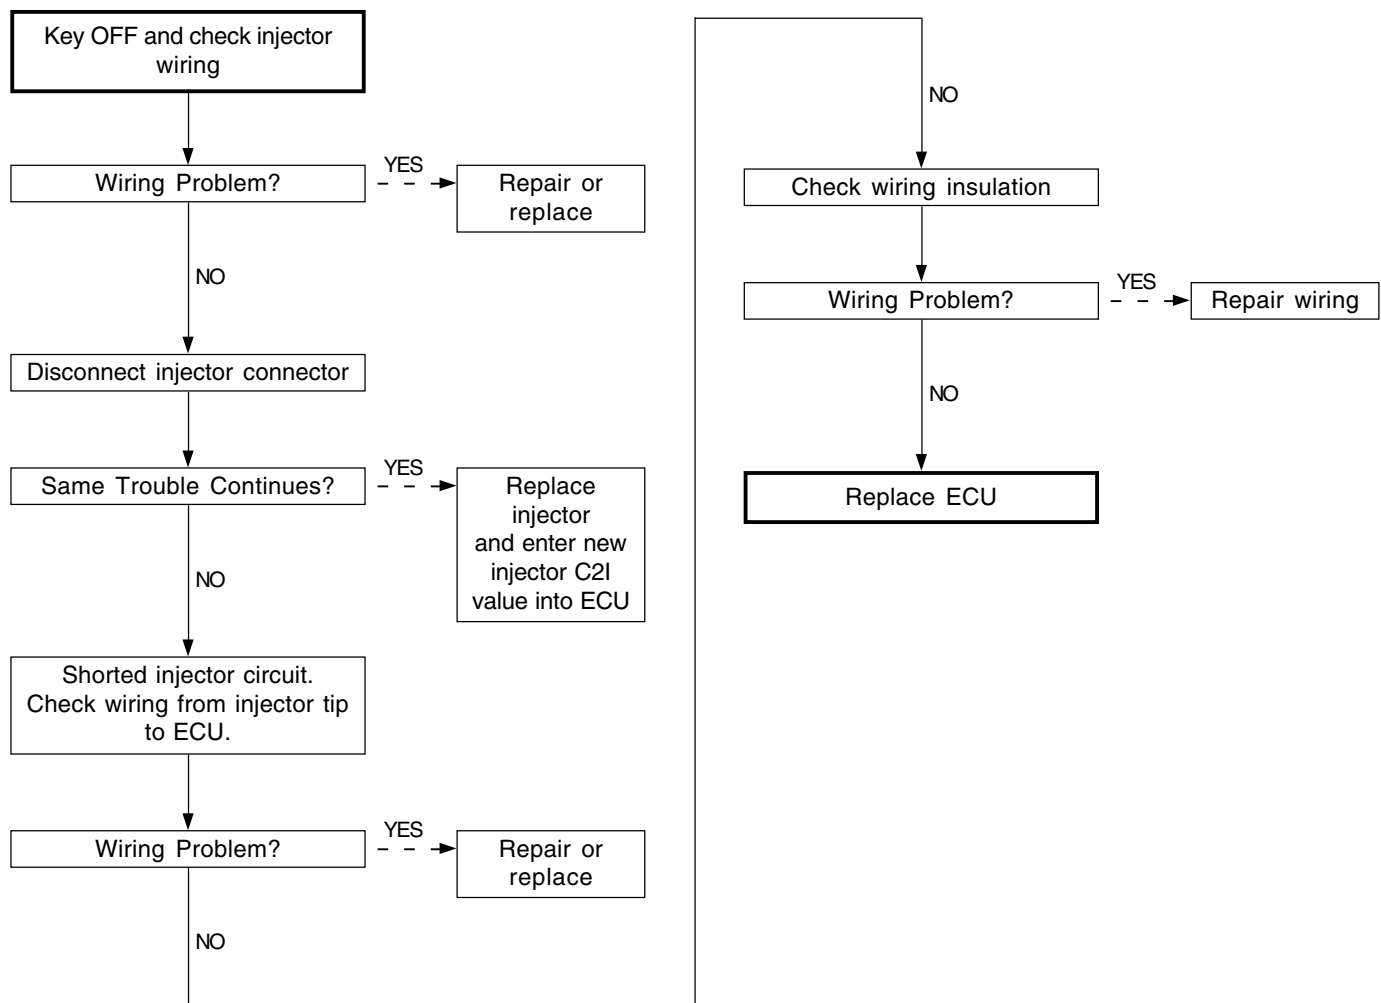 Key OFF and check injector
wiring
Wiring Problem?
YES
Repair or
replace
NO
Disconnect injector connector
Same Trouble Continues?
YES
Replace
injector
and enter new
injector C2I
value into ECU
NO
Shorted injector circuit.
Check wiring from injector tip
to ECU.
Wiring Problem?
YES
Repair or
replace
NO
NO
Check wiring insulation
Wiring Problem?
YES
Repair wiring
NO
Replace ECU